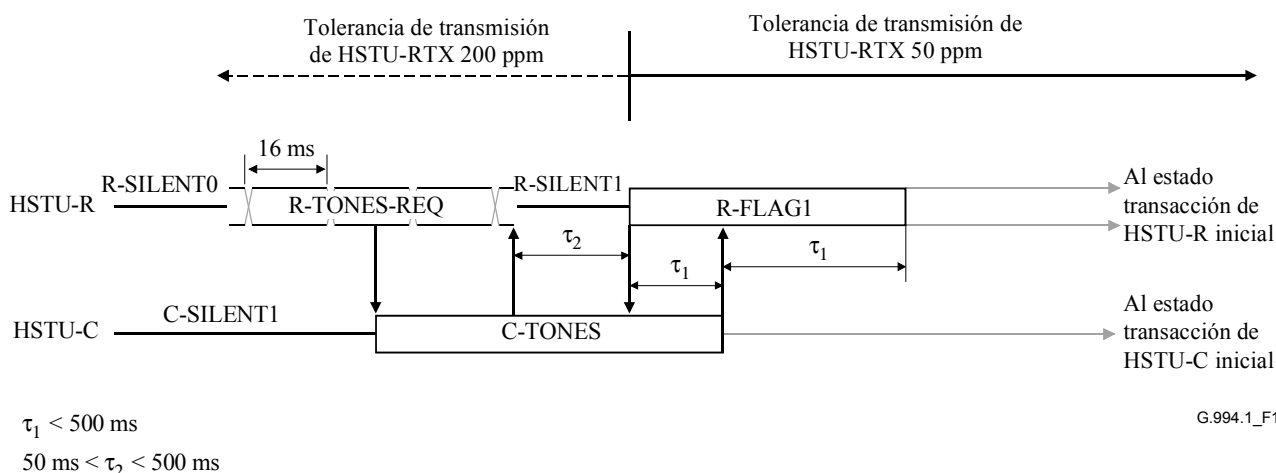 Tolerancia de transmisión
de HSTU-RTX 200 ppm
Tolerancia de transmisión de
HSTU-RTX 50 ppm
16 ms
R-SILENT0
R-SILENT1
HSTU-R
R-TONES-REQ
R-FLAG1
Al estado
transacción de
HSTU-R inicial
τ2
τ1
τ1
C-SILENT1
HSTU-C
C-TONES
Al estado
transacción de
HSTU-C inicial
τ1 < 500 ms
50 ms < τ2 < 500 ms
G.994.1_F1